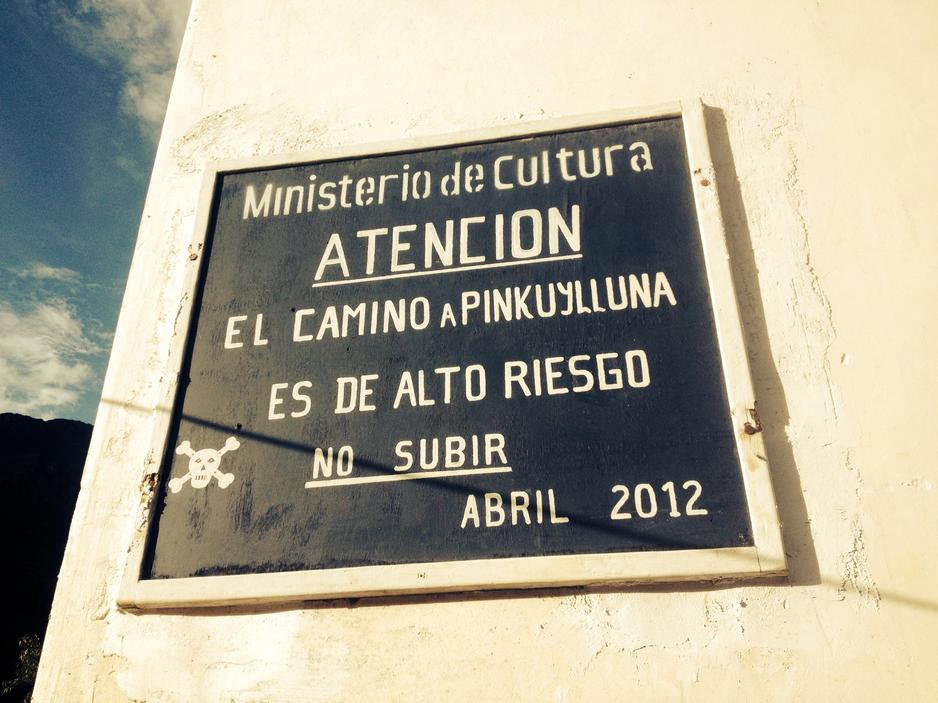 Ministerio de Cultura
ATENCION
EL CAMINO A PINKUYLLUNA
ES DE ALTO RIESGO
NO SUBIR
ABRIL 2012